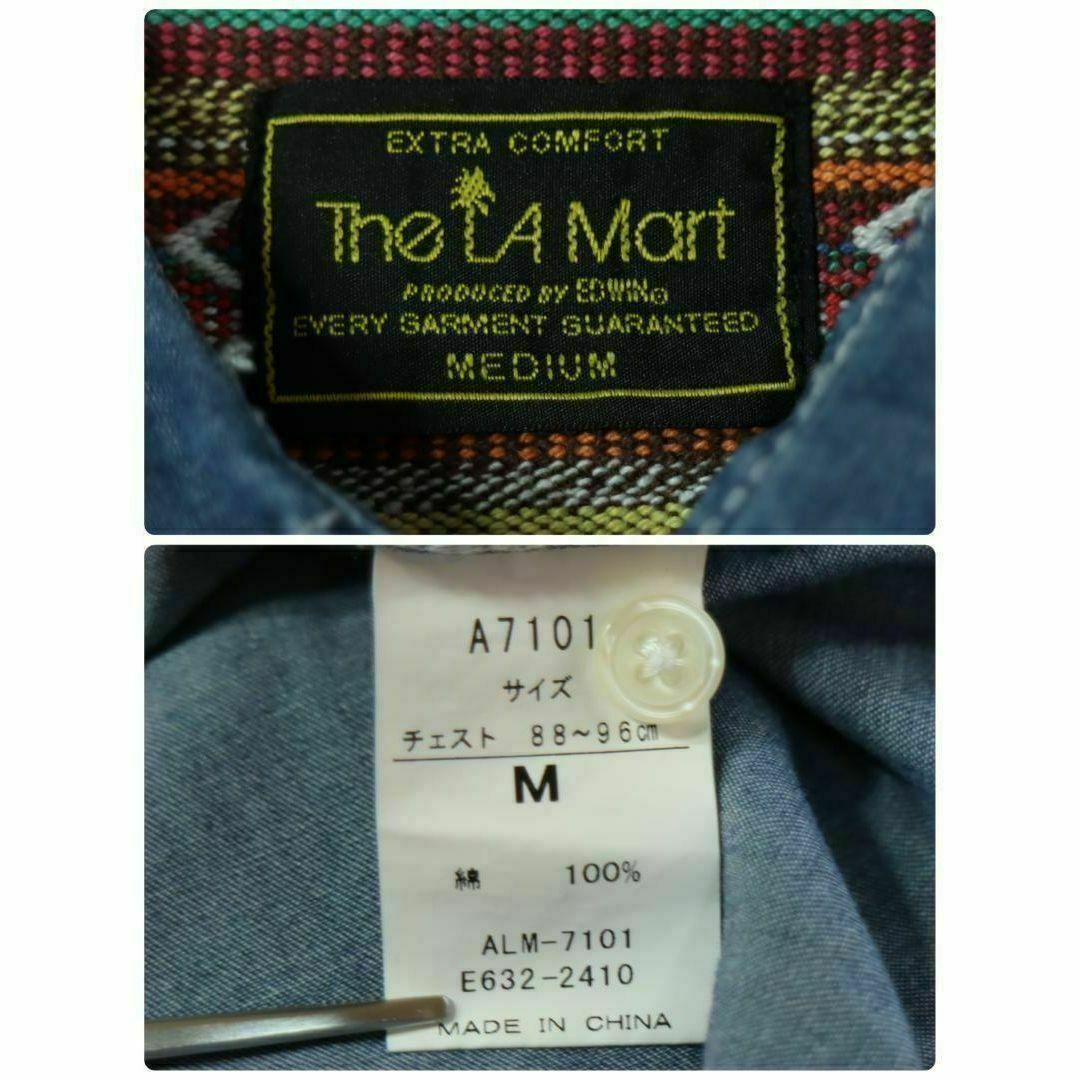 EXTRA COMFORT
The LA Mart
PRODUCED BY EDWIN
EVERY GARMENT GUARANTEED
MEDIUM
A7101
サイズ
チェスト 88~96cm
M
綿 100%
ALM-7101
E632-2410
MADE IN CHINA